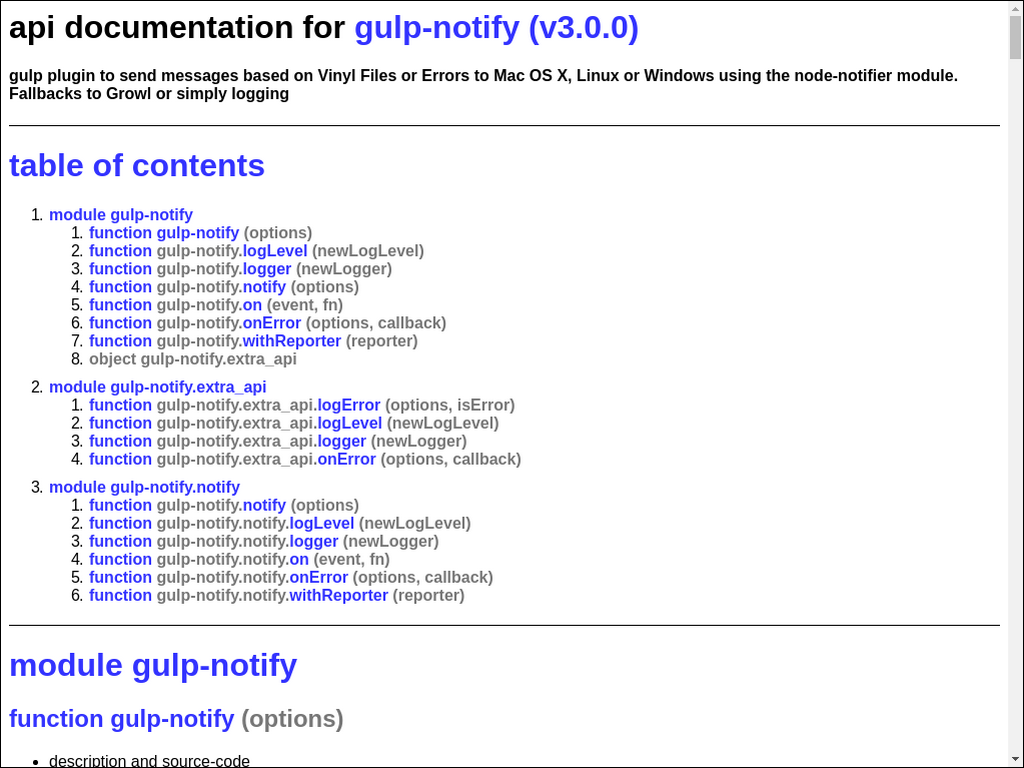 api documentation for gulp-notify (v3.0.0)
gulp plugin to send messages based on Vinyl Files or Errors to Mac OS X, Linux or Windows using the node-notifier module.
Fallbacks to Growl or simply logging
table of contents
1. module gulp-notify
1. function gulp-notify (options)
2. function gulp-notify.logLevel (newLogLevel)
3. function gulp-notify.logger (newLogger)
4. function gulp-notify.notify (options)
5. function gulp-notify.on (event, fn)
6. function gulp-notify.onError (options, callback)
7. function gulp-notify.withReporter (reporter)
8. object gulp-notify.extra_api
2. module gulp-notify.extra_api
1. function gulp-notify.extra_api.logError (options, isError)
2. function gulp-notify.extra_api.logLevel (newLogLevel)
3. function gulp-notify.extra_api.logger (newLogger)
4. function gulp-notify.extra_api.onError (options, callback)
3. module gulp-notify.notify
1. function gulp-notify.notify (options)
2. function gulp-notify.notify.logLevel (newLogLevel)
3. function gulp-notify.notify.logger (newLogger)
4. function gulp-notify.notify.on (event, fn)
5. function gulp-notify.notify.onError (options, callback)
6. function gulp-notify.notify.withReporter (reporter)
module gulp-notify
function gulp-notify (options)
• description and source-code